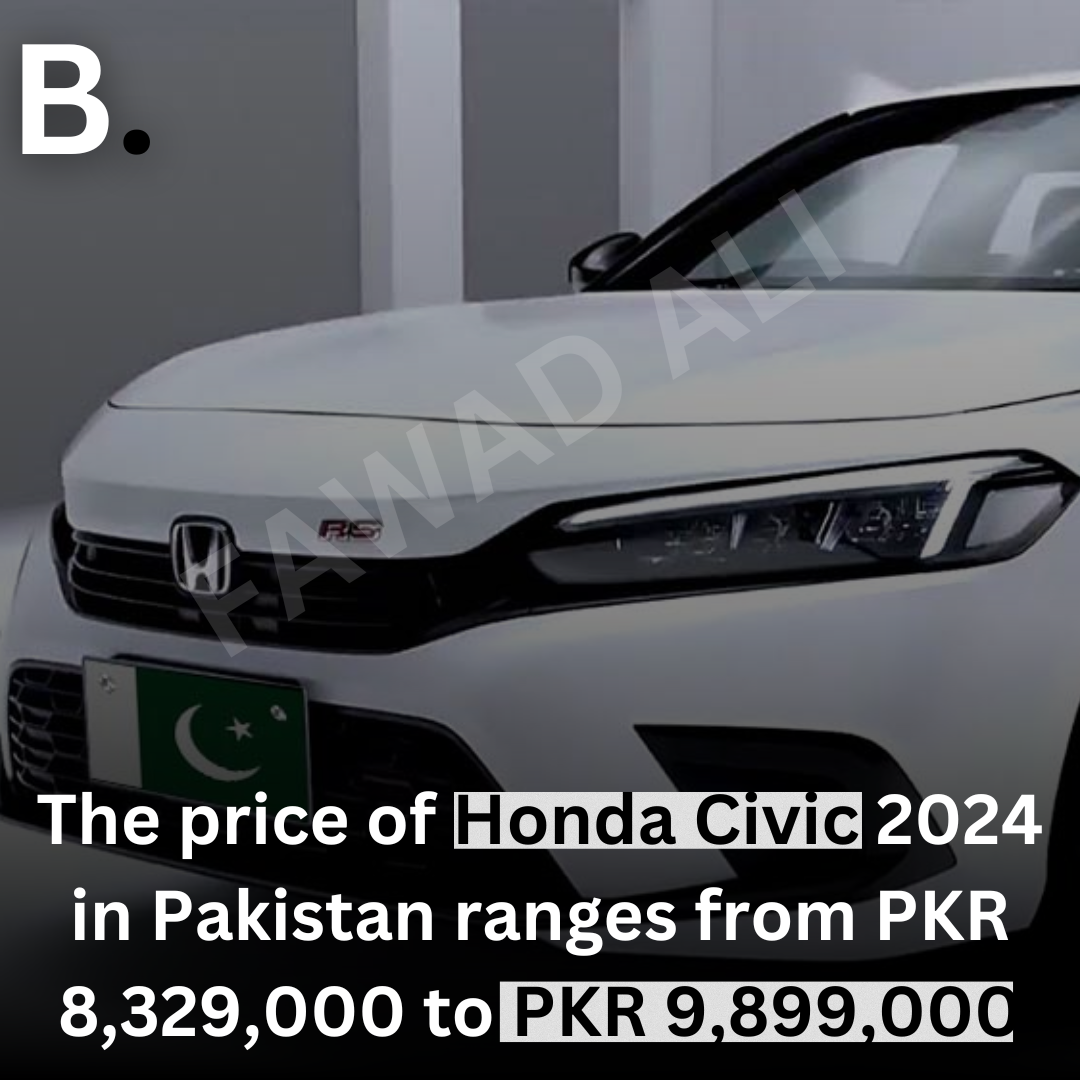 B.
FAWAD ALI
RS
The price of Honda Civic 2024
in Pakistan ranges from PKR
8,329,000 to PKR 9,899,000